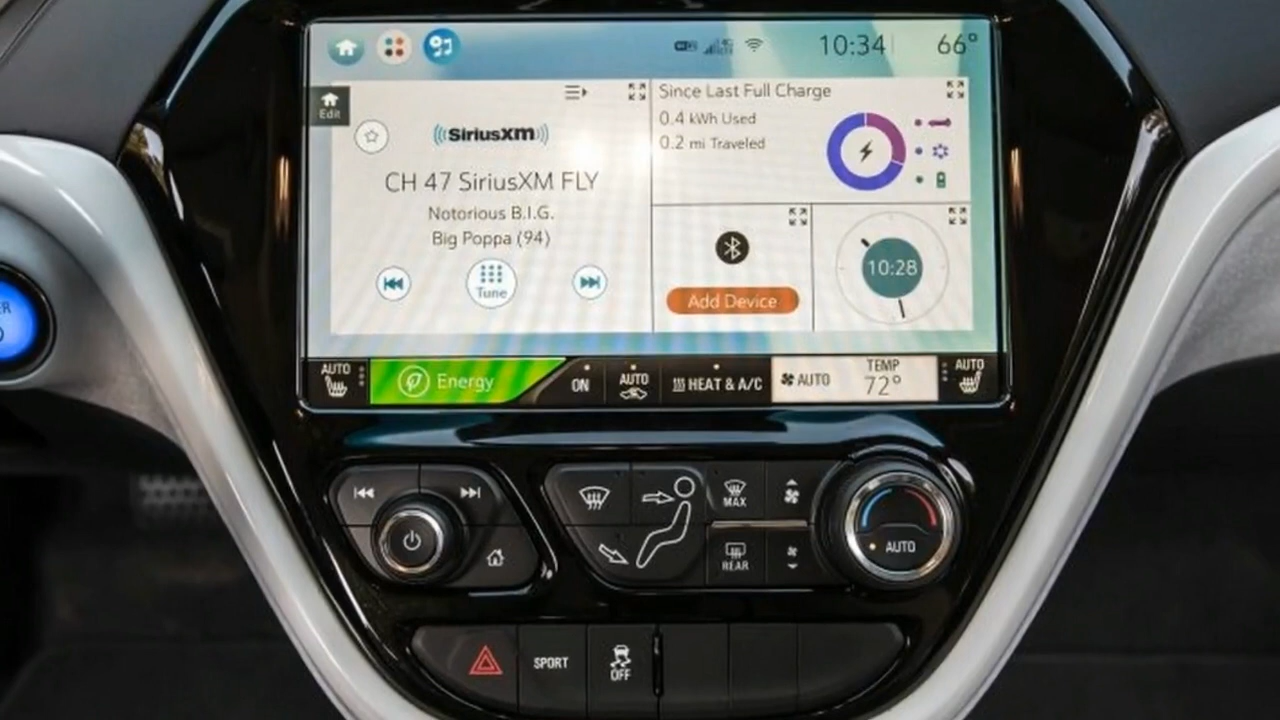 10:34
66°
Edit
SiriusXM
CH 47 SiriusXM FLY
Notorious B.I.G.
Big Poppa (94)
Tune
Since Last Full Charge
0.4 kWh Used
0.2 mi Traveled
Add Device
10:28
ER
AUTO
Energy
ON
AUTO
HEAT & A/C
AUTO
TEMP
72°
AUTO
MAX
REAR
AUTO
SPORT
OFF